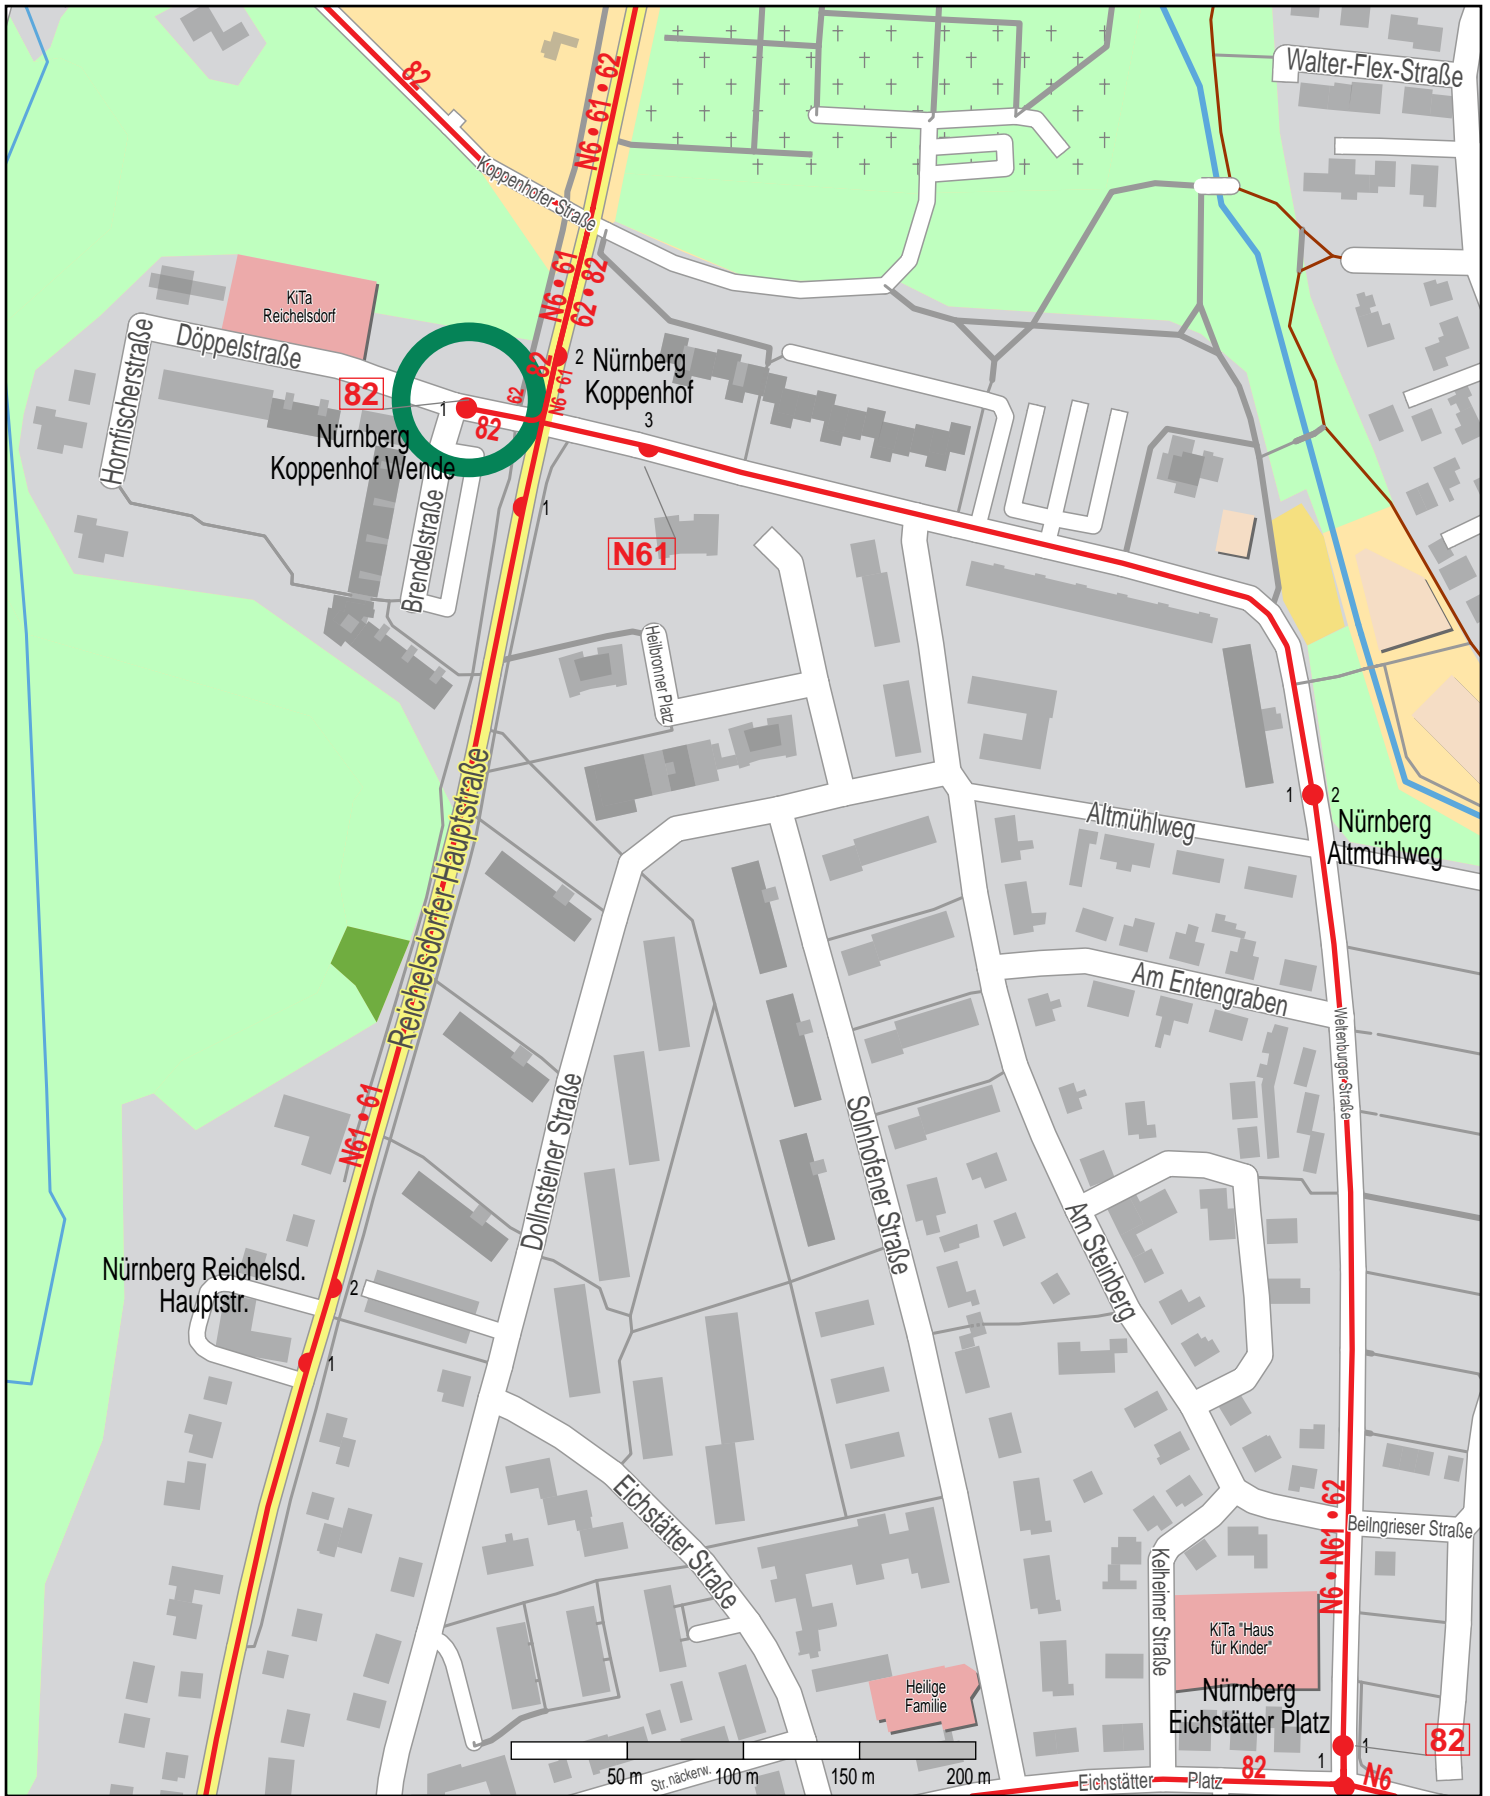 82
N6 • 61 • 62
Walter-Flex-Straße
Koppenhofer Straße
N6 • 61
62 • 82
KiTa
Reichelsdorf
Hornfischerstraße
Döppelstraße
82
62
82
N6 • 61
2
Nürnberg
Koppenhof
1
82
3
Nürnberg
Koppenhof Wende
1
N61
Brendelstraße
Heilbronner Platz
Reichelsdorfer Hauptstraße
1
2
Nürnberg
Altmühlweg
Altmühlweg
Am Entengraben
Weltenburger Straße
N61 • 61
Dollnsteiner Straße
Solnhofener Straße
Am Steinberg
Nürnberg Reichelsd.
Hauptstr.
2
1
Eichstätter Straße
N6 • N61 • 62
Beilngrieser Straße
Kelheimer Straße
KiTa "Haus
für Kinder"
Heilige
Familie
Nürnberg
Eichstätter Platz
1
1
82
50 m
100 m
150 m
200 m
Str.näckerw.
Eichstätter Platz
82
N6